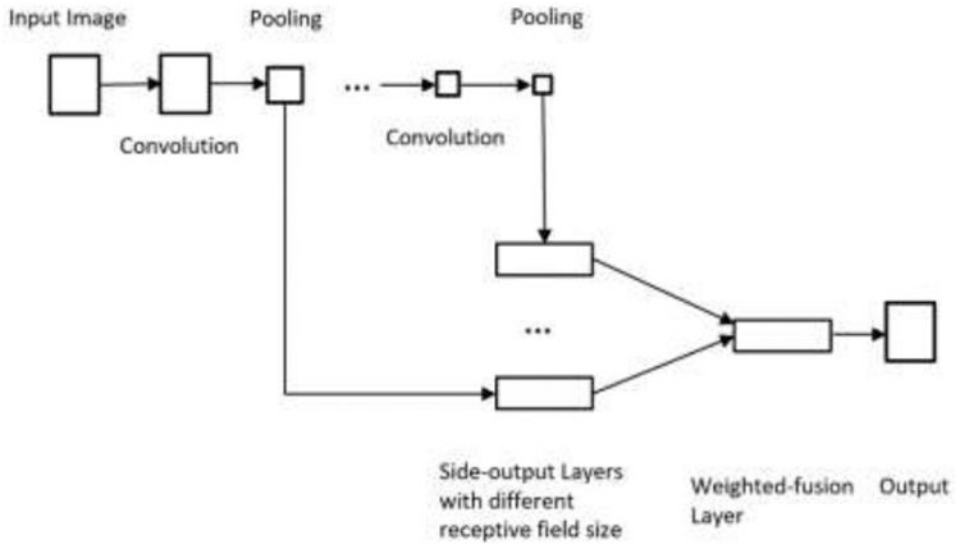 Input Image
Pooling
Pooling
...
Convolution
Convolution
...
Side-output Layers
with different
receptive field size
Weighted-fusion
Layer
Output